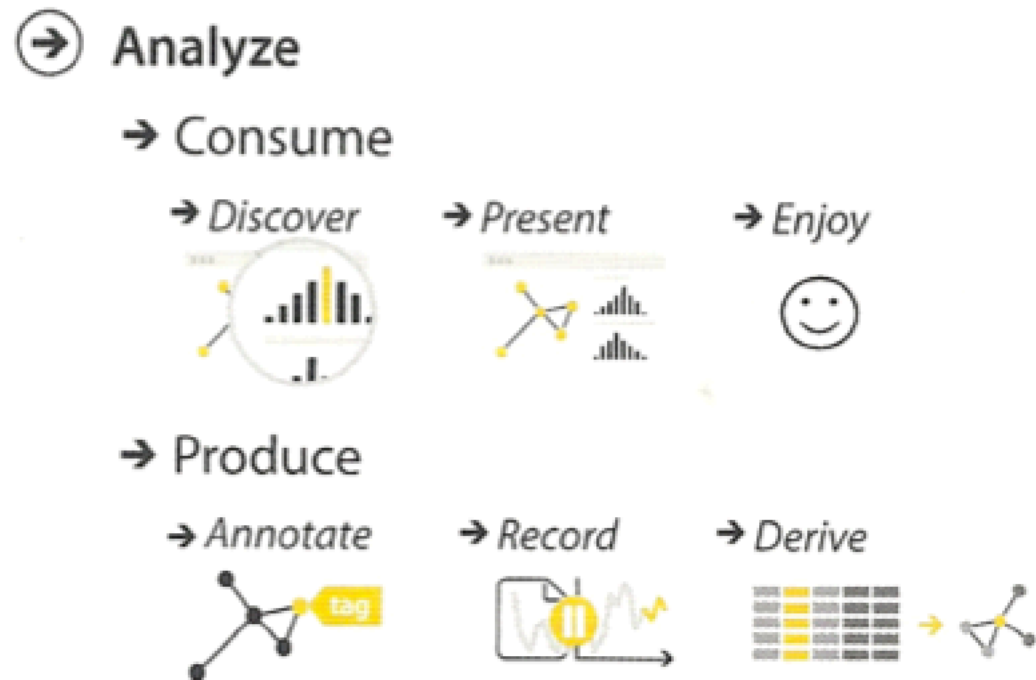 Analyze
Consume
Discover
Present
Enjoy
Produce
Annotate
Record
Derive
tag